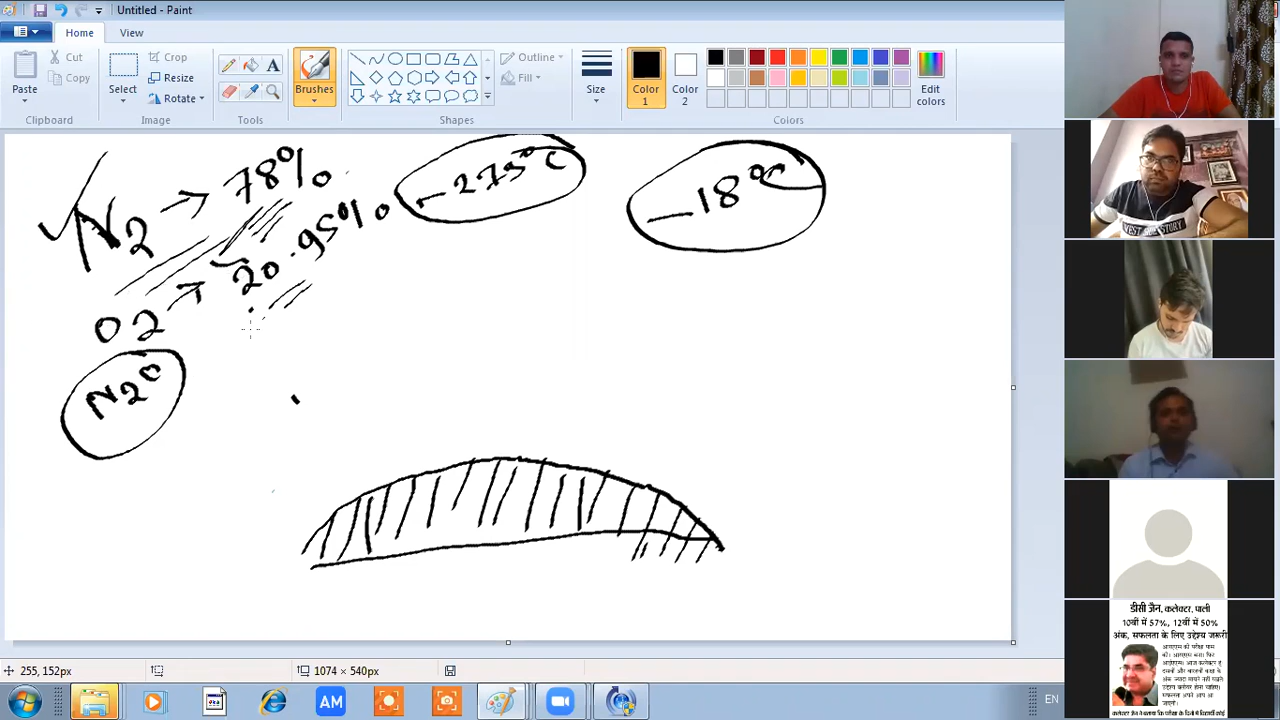 Untitled - Paint
Home
View
Paste
Cut
Copy
Clipboard
Select
Crop
Resize
Rotate
Image
Tools
Brushes
Shapes
Outline
Fill
Size
Color 1
Color 2
Edit colors
Colors
N2 → 78%
-275°C
-18°C
O2 → 20.95%
N2O
255, 152px
1074 × 540px
AM
EN
डीसी जैन, कलेक्टर, पाली
10वीं में 57%, 12वीं में 50%
अंक, सफलता के लिए उद्देश्य जरूरी